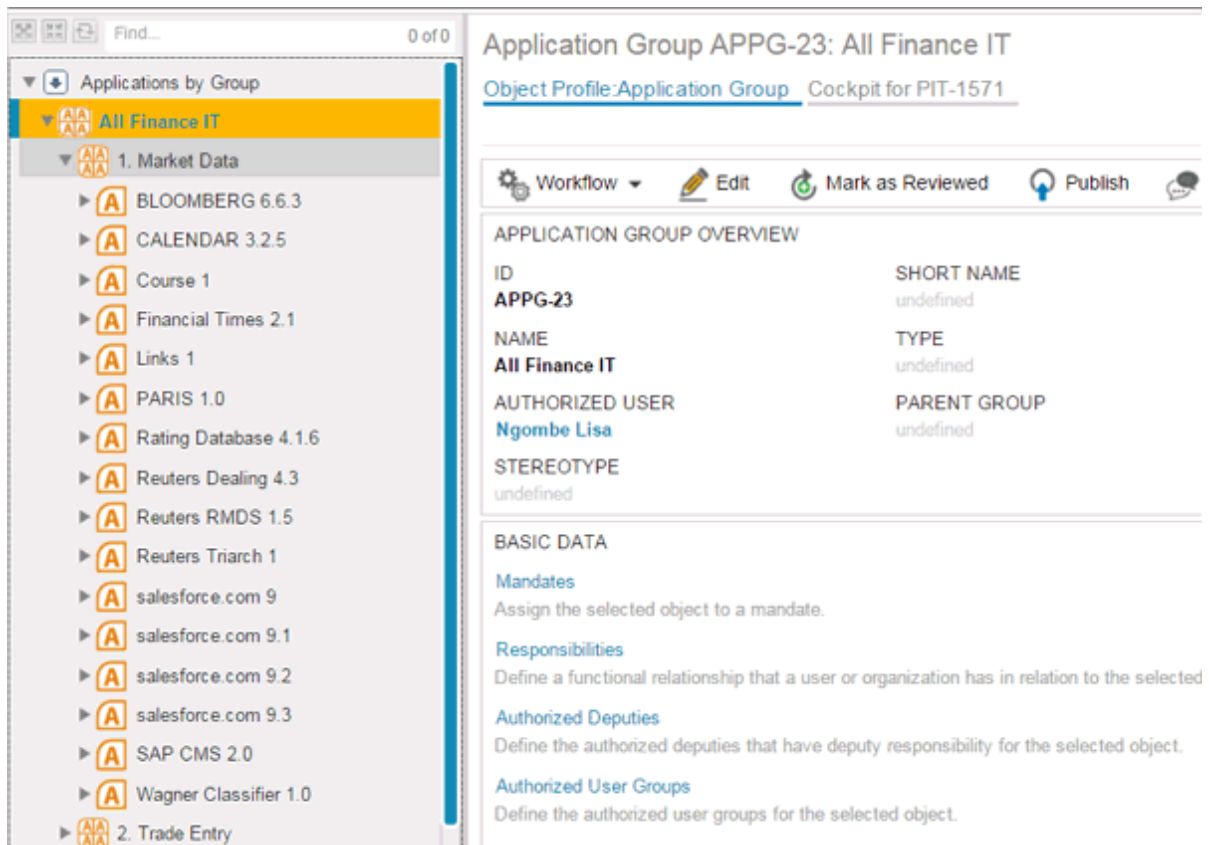 Find... 0 of 0
Applications by Group
All Finance IT
1. Market Data
BLOOMBERG 6.6.3
CALENDAR 3.2.5
Course 1
Financial Times 2.1
Links 1
PARIS 1.0
Rating Database 4.1.6
Reuters Dealing 4.3
Reuters RMDS 1.5
Reuters Triarch 1
salesforce.com 9
salesforce.com 9.1
salesforce.com 9.2
salesforce.com 9.3
SAP CMS 2.0
Wagner Classifier 1.0
2. Trade Entry
Application Group APPG-23: All Finance IT
Object Profile:Application Group Cockpit for PIT-1571
Workflow Edit Mark as Reviewed Publish
APPLICATION GROUP OVERVIEW
ID SHORT NAME
APPG-23 undefined
NAME TYPE
All Finance IT undefined
AUTHORIZED USER PARENT GROUP
Ngombe Lisa undefined
STEREOTYPE
undefined
BASIC DATA
Mandates
Assign the selected object to a mandate.
Responsibilities
Define a functional relationship that a user or organization has in relation to the selected
Authorized Deputies
Define the authorized deputies that have deputy responsibility for the selected object.
Authorized User Groups
Define the authorized user groups for the selected object.